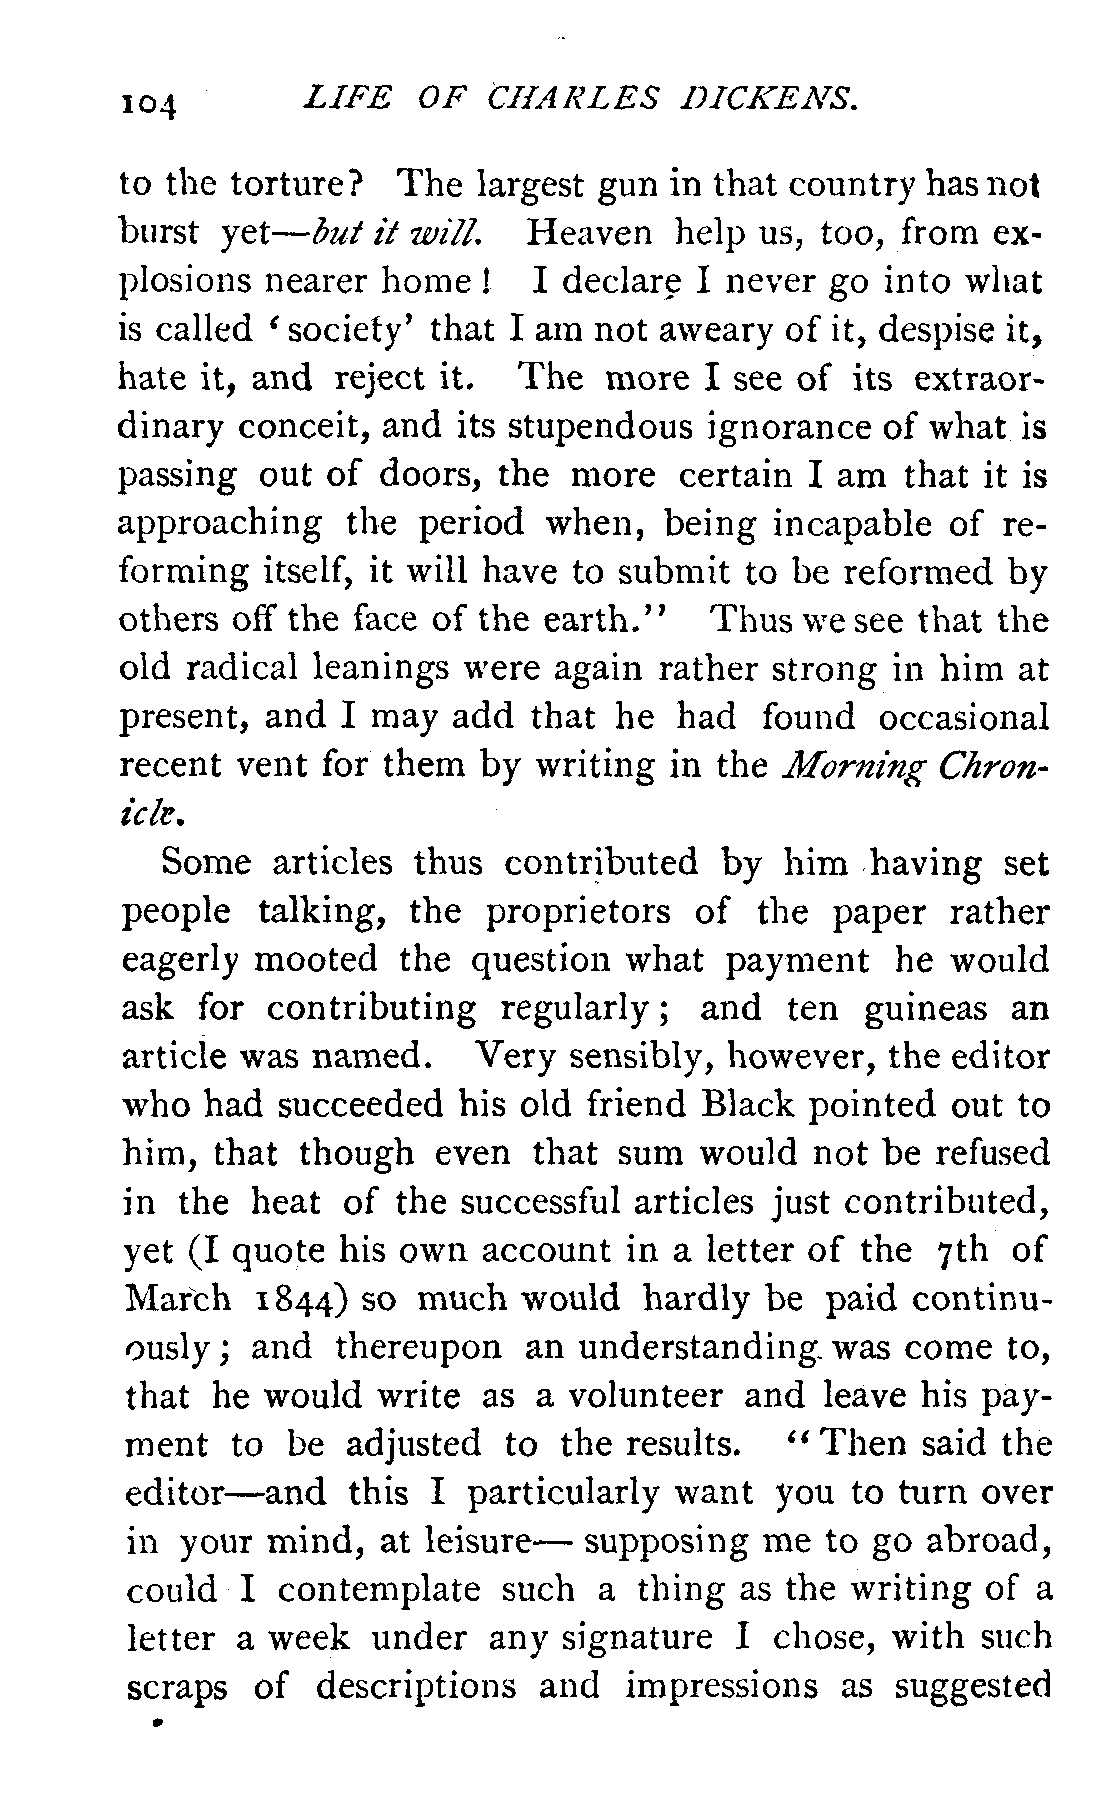 104 LIFE OF CHARLES DICKENS.
to the torture? The largest gun in that country has not
burst yet—but it will. Heaven help us, too, from ex-
plosions nearer home! I declare I never go into what
is called ‘society’ that I am not aweary of it, despise it,
hate it, and reject it. The more I see of its extraor-
dinary conceit, and its stupendous ignorance of what is
passing out of doors, the more certain I am that it is
approaching the period when, being incapable of re-
forming itself, it will have to submit to be reformed by
others off the face of the earth.” Thus we see that the
old radical leanings were again rather strong in him at
present, and I may add that he had found occasional
recent vent for them by writing in the Morning Chron-
icle.
Some articles thus contributed by him having set
people talking, the proprietors of the paper rather
eagerly mooted the question what payment he would
ask for contributing regularly; and ten guineas an
article was named. Very sensibly, however, the editor
who had succeeded his old friend Black pointed out to
him, that though even that sum would not be refused
in the heat of the successful articles just contributed,
yet (I quote his own account in a letter of the 7th of
March 1844) so much would hardly be paid continu-
ously; and thereupon an understanding was come to,
that he would write as a volunteer and leave his pay-
ment to be adjusted to the results. “Then said the
editor—and this I particularly want you to turn over
in your mind, at leisure—supposing me to go abroad,
could I contemplate such a thing as the writing of a
letter a week under any signature I chose, with such
scraps of descriptions and impressions as suggested